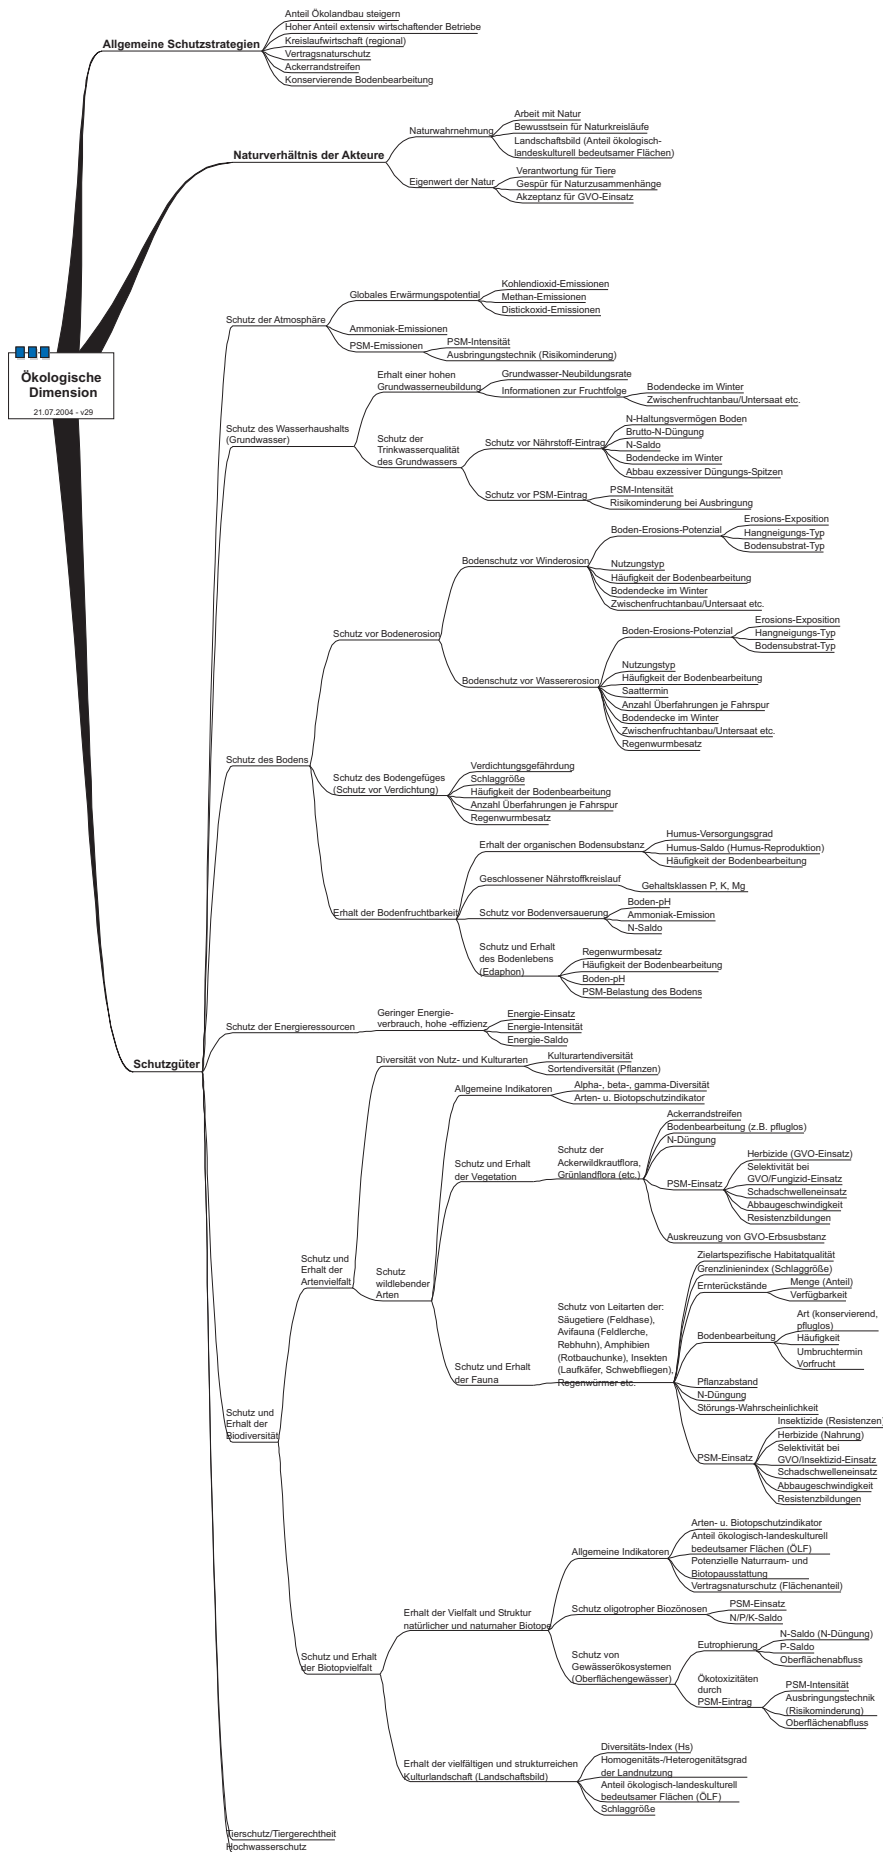 Anteil Ökolandbau steigern
Hoher Anteil extensiv wirtschaftender Betriebe
Kreislaufwirtschaft (regional)
Vertragsnaturschutz
Ackerrandstreifen
Konservierende Bodenbearbeitung
Allgemeine Schutzstrategien
Naturverhältnis der Akteure
Naturwahrnehmung
Arbeit mit Natur
Bewusstsein für Naturkreisläufe
Landschaftsbild (Anteil ökologisch-
landeskulturell bedeutsamer Flächen)
Eigenwert der Natur
Verantwortung für Tiere
Gespür für Naturzusammenhänge
Akzeptanz für GVO-Einsatz
Ökologische
Dimension
21.07.2004 - v29
Schutzgüter
Schutz der Atmosphäre
Globales Erwärmungspotential
Kohlendioxid-Emissionen
Methan-Emissionen
Distickoxid-Emissionen
Ammoniak-Emissionen
PSM-Emissionen
PSM-Intensität
Ausbringungstechnik (Risikominderung)
Schutz des Wasserhaushalts
(Grundwasser)
Erhalt einer hohen
Grundwasserneubildung
Grundwasser-Neubildungsrate
Informationen zur Fruchtfolge
Bodendecke im Winter
Zwischenfruchtanbau/Untersaat etc.
Schutz der
Trinkwasserqualität
des Grundwassers
Schutz vor Nährstoff-Eintrag
N-Haltungsvermögen Boden
Brutto-N-Düngung
N-Saldo
Bodendecke im Winter
Abbau exzessiver Düngungs-Spitzen
Schutz vor PSM-Eintrag
PSM-Intensität
Risikominderung bei Ausbringung
Schutz des Bodens
Schutz vor Bodenerosion
Bodenschutz vor Winderosion
Boden-Erosions-Potenzial
Erosions-Exposition
Hangneigungs-Typ
Bodensubstrat-Typ
Nutzungstyp
Häufigkeit der Bodenbearbeitung
Bodendecke im Winter
Zwischenfruchtanbau/Untersaat etc.
Bodenschutz vor Wassererosion
Boden-Erosions-Potenzial
Erosions-Exposition
Hangneigungs-Typ
Bodensubstrat-Typ
Nutzungstyp
Häufigkeit der Bodenbearbeitung
Saattermin
Anzahl Überfahrungen je Fahrspur
Bodendecke im Winter
Zwischenfruchtanbau/Untersaat etc.
Regenwurmbesatz
Schutz des Bodengefüges
(Schutz vor Verdichtung)
Verdichtungsgefährdung
Schlaggröße
Häufigkeit der Bodenbearbeitung
Anzahl Überfahrungen je Fahrspur
Regenwurmbesatz
Erhalt der Bodenfruchtbarkeit
Erhalt der organischen Bodensubstanz
Humus-Versorgungsgrad
Humus-Saldo (Humus-Reproduktion)
Häufigkeit der Bodenbearbeitung
Geschlossener Nährstoffkreislauf
Gehaltsklassen P, K, Mg
Schutz vor Bodenversauerung
Boden-pH
Ammoniak-Emission
N-Saldo
Schutz und Erhalt
des Bodenlebens
(Edaphon)
Regenwurmbesatz
Häufigkeit der Bodenbearbeitung
Boden-pH
PSM-Belastung des Bodens
Schutz der Energieressourcen
Geringer Energie-
verbrauch, hohe -effizienz
Energie-Einsatz
Energie-Intensität
Energie-Saldo
Schutz und
Erhalt der
Biodiversität
Schutz und
Erhalt der
Artenvielfalt
Diversität von Nutz- und Kulturarten
Kulturartendiversität
Sortendiversität (Pflanzen)
Schutz
wildlebender
Arten
Allgemeine Indikatoren
Alpha-, beta-, gamma-Diversität
Arten- u. Biotopschutzindikator
Schutz und Erhalt
der Vegetation
Schutz der
Ackerwildkrautflora,
Grünlandflora (etc.)
Ackerrandstreifen
Bodenbearbeitung (z.B. pfluglos)
N-Düngung
PSM-Einsatz
Herbizide (GVO-Einsatz)
Selektivität bei
GVO/Fungizid-Einsatz
Schadschwelleneinsatz
Abbaugeschwindigkeit
Resistenzbildungen
Auskreuzung von GVO-Erbsusbstanz
Schutz und Erhalt
der Fauna
Schutz von Leitarten der:
Säugetiere (Feldhase),
Avifauna (Feldlerche,
Rebhuhn), Amphibien
(Rotbauchunke), Insekten
(Laufkäfer, Schwebfliegen),
Regenwürmer etc.
Zielartspezifische Habitatqualität
Grenzlinienindex (Schlaggröße)
Ernterückstände
Menge (Anteil)
Verfügbarkeit
Bodenbearbeitung
Art (konservierend,
pfluglos)
Häufigkeit
Umbruchtermin
Vorfrucht
Pflanzabstand
N-Düngung
Störungs-Wahrscheinlichkeit
PSM-Einsatz
Insektizide (Resistenzen)
Herbizide (Nahrung)
Selektivität bei
GVO/Insektizid-Einsatz
Schadschwelleneinsatz
Abbaugeschwindigkeit
Resistenzbildungen
Schutz und Erhalt
der Biotopvielfalt
Erhalt der Vielfalt und Struktur
natürlicher und naturnaher Biotope
Allgemeine Indikatoren
Arten- u. Biotopschutzindikator
Anteil ökologisch-landeskulturell
bedeutsamer Flächen (ÖLF)
Potenzielle Naturraum- und
Biotopausstattung
Vertragsnaturschutz (Flächenanteil)
Schutz oligotropher Biozönosen
PSM-Einsatz
N/P/K-Saldo
Schutz von
Gewässerökosystemen
(Oberflächengewässer)
Eutrophierung
N-Saldo (N-Düngung)
P-Saldo
Oberflächenabfluss
Ökotoxizitäten
durch
PSM-Eintrag
PSM-Intensität
Ausbringungstechnik
(Risikominderung)
Oberflächenabfluss
Erhalt der vielfältigen und strukturreichen
Kulturlandschaft (Landschaftsbild)
Diversitäts-Index (Hs)
Homogenitäts-/Heterogenitätsgrad
der Landnutzung
Anteil ökologisch-landeskulturell
bedeutsamer Flächen (ÖLF)
Schlaggröße
Tierschutz/Tiergerechtheit
Hochwasserschutz